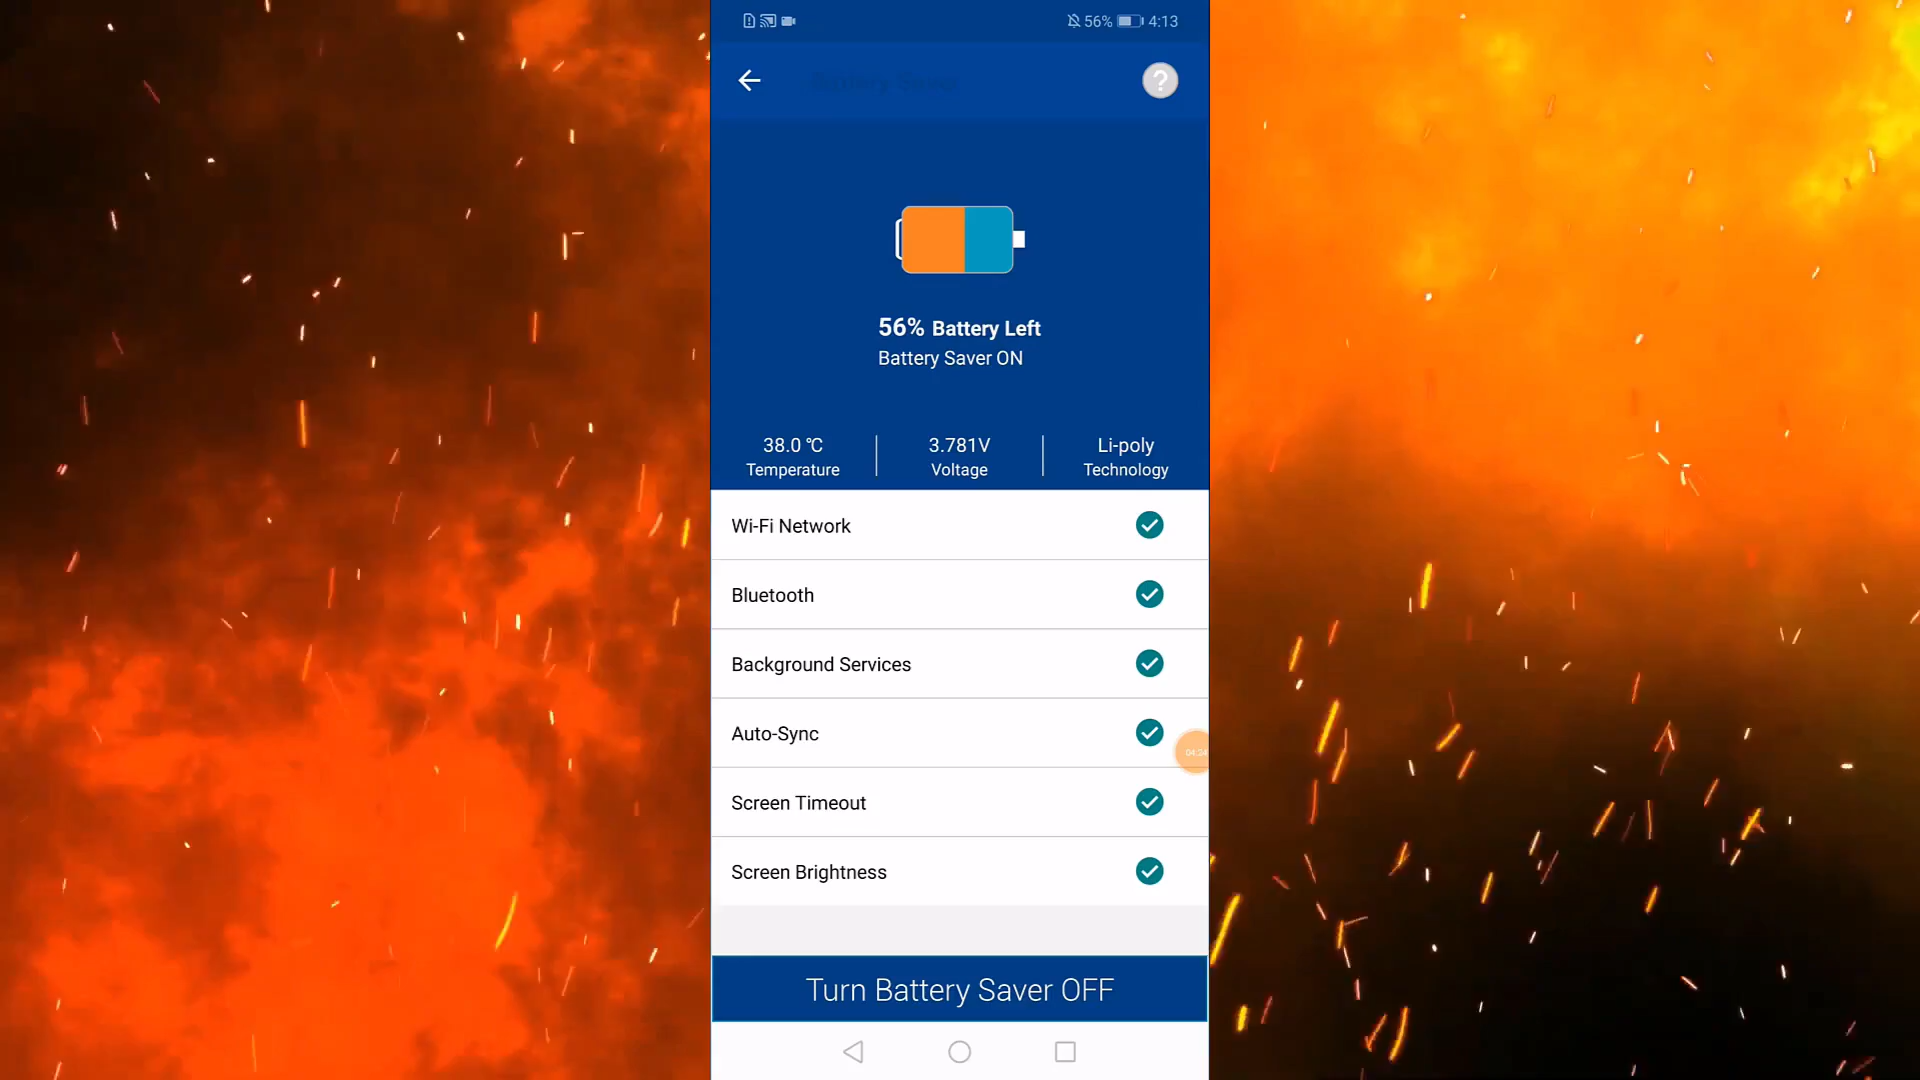 56% 4:13
?
56% Battery Left
Battery Saver ON
38.0 ℃ 3.781V Li-poly
Temperature Voltage Technology
Wi-Fi Network
Bluetooth
Background Services
Auto-Sync
Screen Timeout
Screen Brightness
Turn Battery Saver OFF